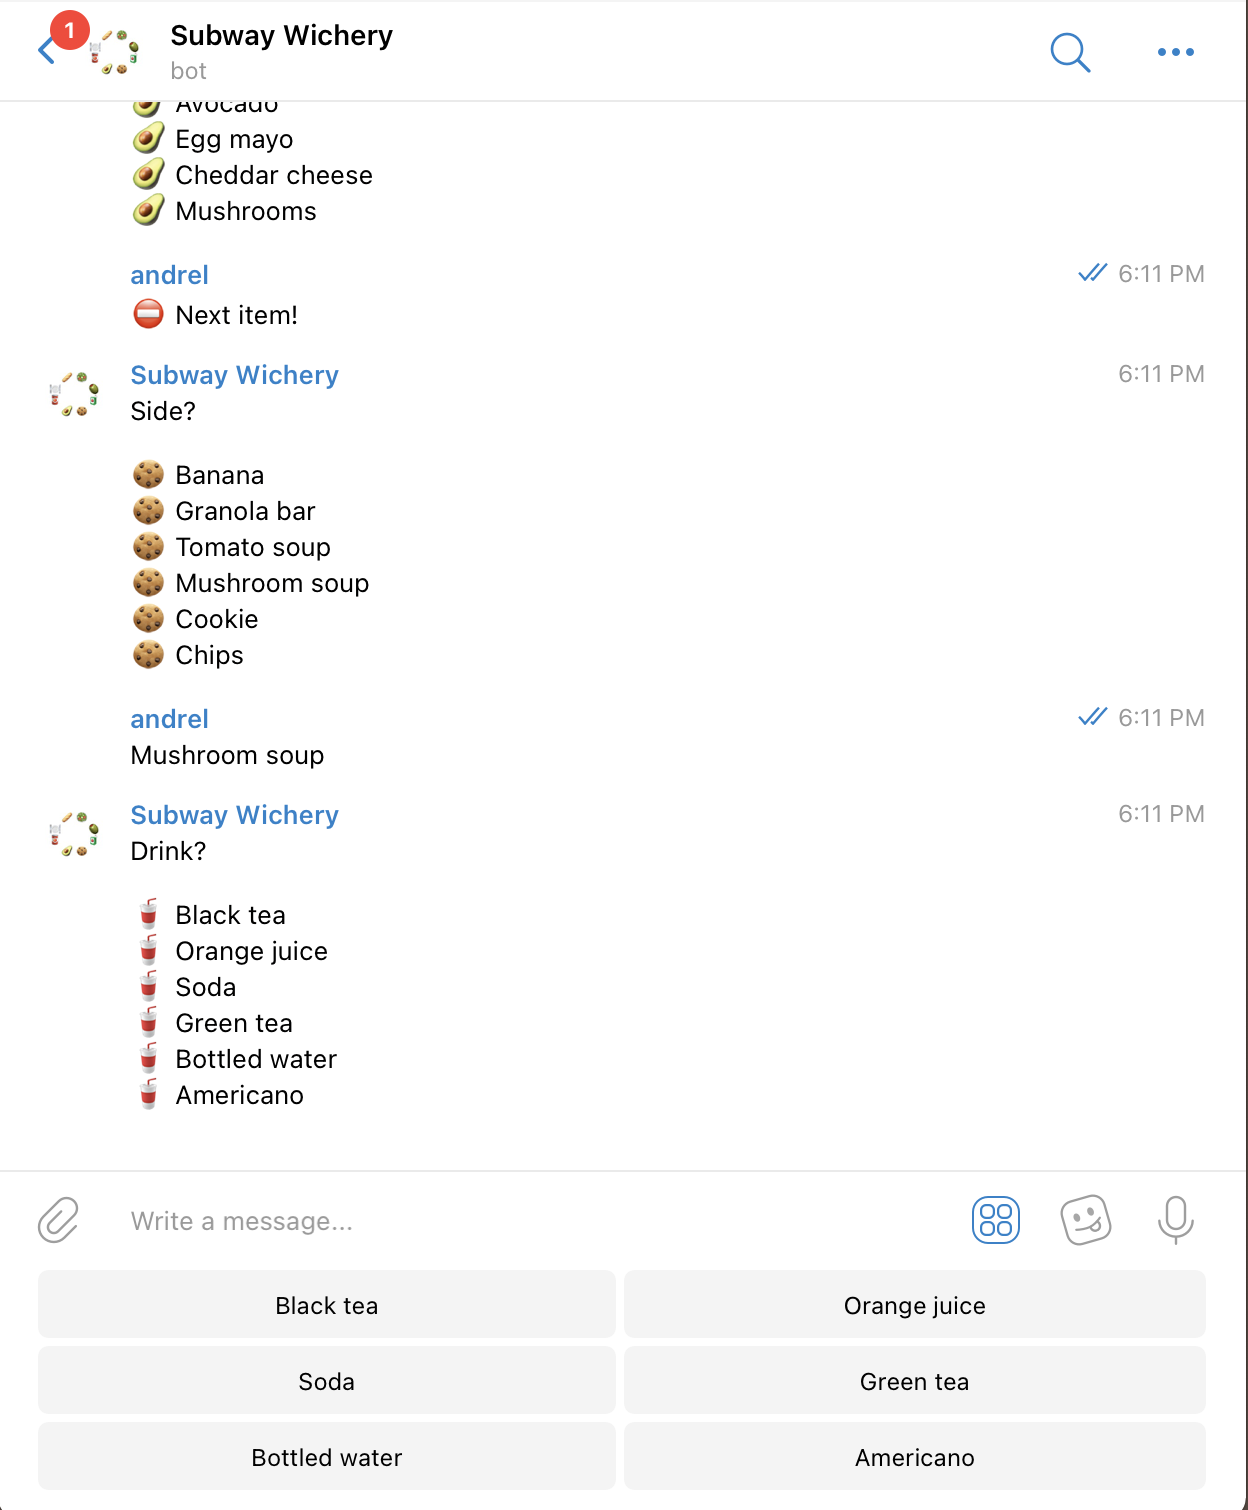 1
Subway Wichery
bot
Avocado
Egg mayo
Cheddar cheese
Mushrooms
andrel
6:11 PM
Next item!
Subway Wichery
6:11 PM
Side?
Banana
Granola bar
Tomato soup
Mushroom soup
Cookie
Chips
andrel
6:11 PM
Mushroom soup
Subway Wichery
6:11 PM
Drink?
Black tea
Orange juice
Soda
Green tea
Bottled water
Americano
Write a message...
Black tea
Orange juice
Soda
Green tea
Bottled water
Americano